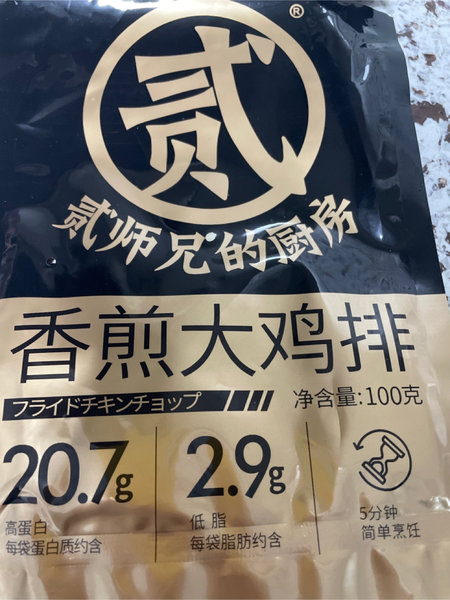 ®
贰
贰师兄的厨房
香煎大鸡排
フライドチキンチョップ
净含量:100克
20.7g
2.9g
高蛋白
每袋蛋白质约含
低脂
每袋脂肪约含
5分钟
简单烹饪